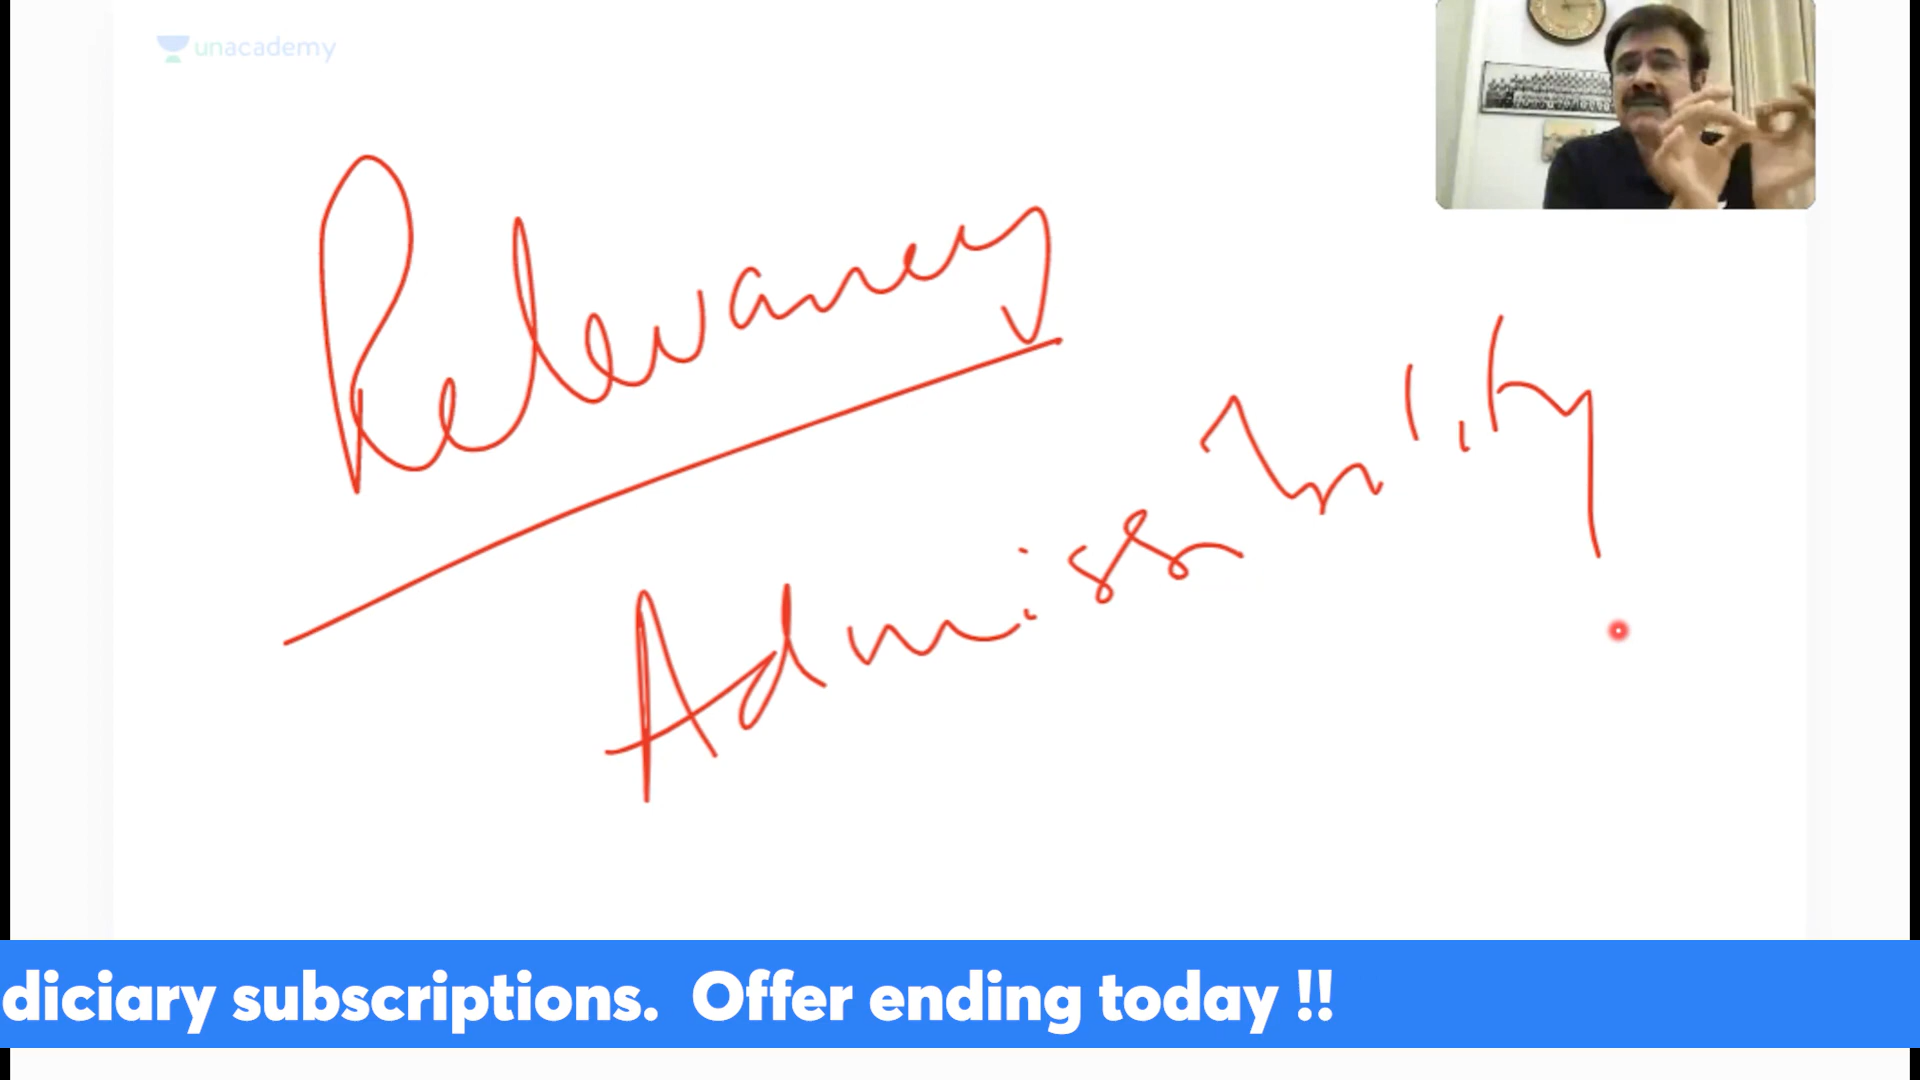 unacademy
Relevancy
Admissibility
diciary subscriptions. Offer ending today !!